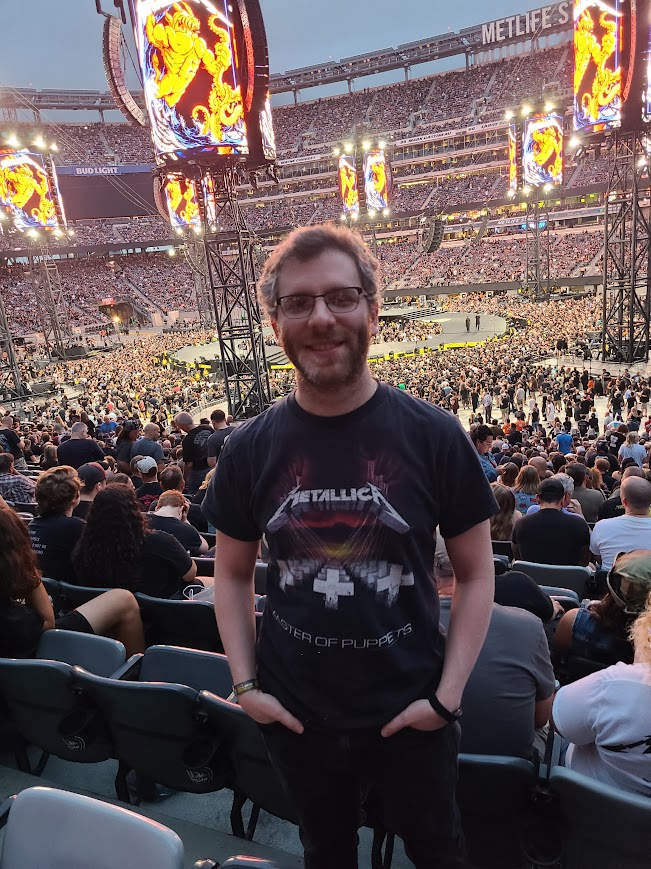 METLIFE S
BUD LIGHT
METALLICA
MASTER OF PUPPETS